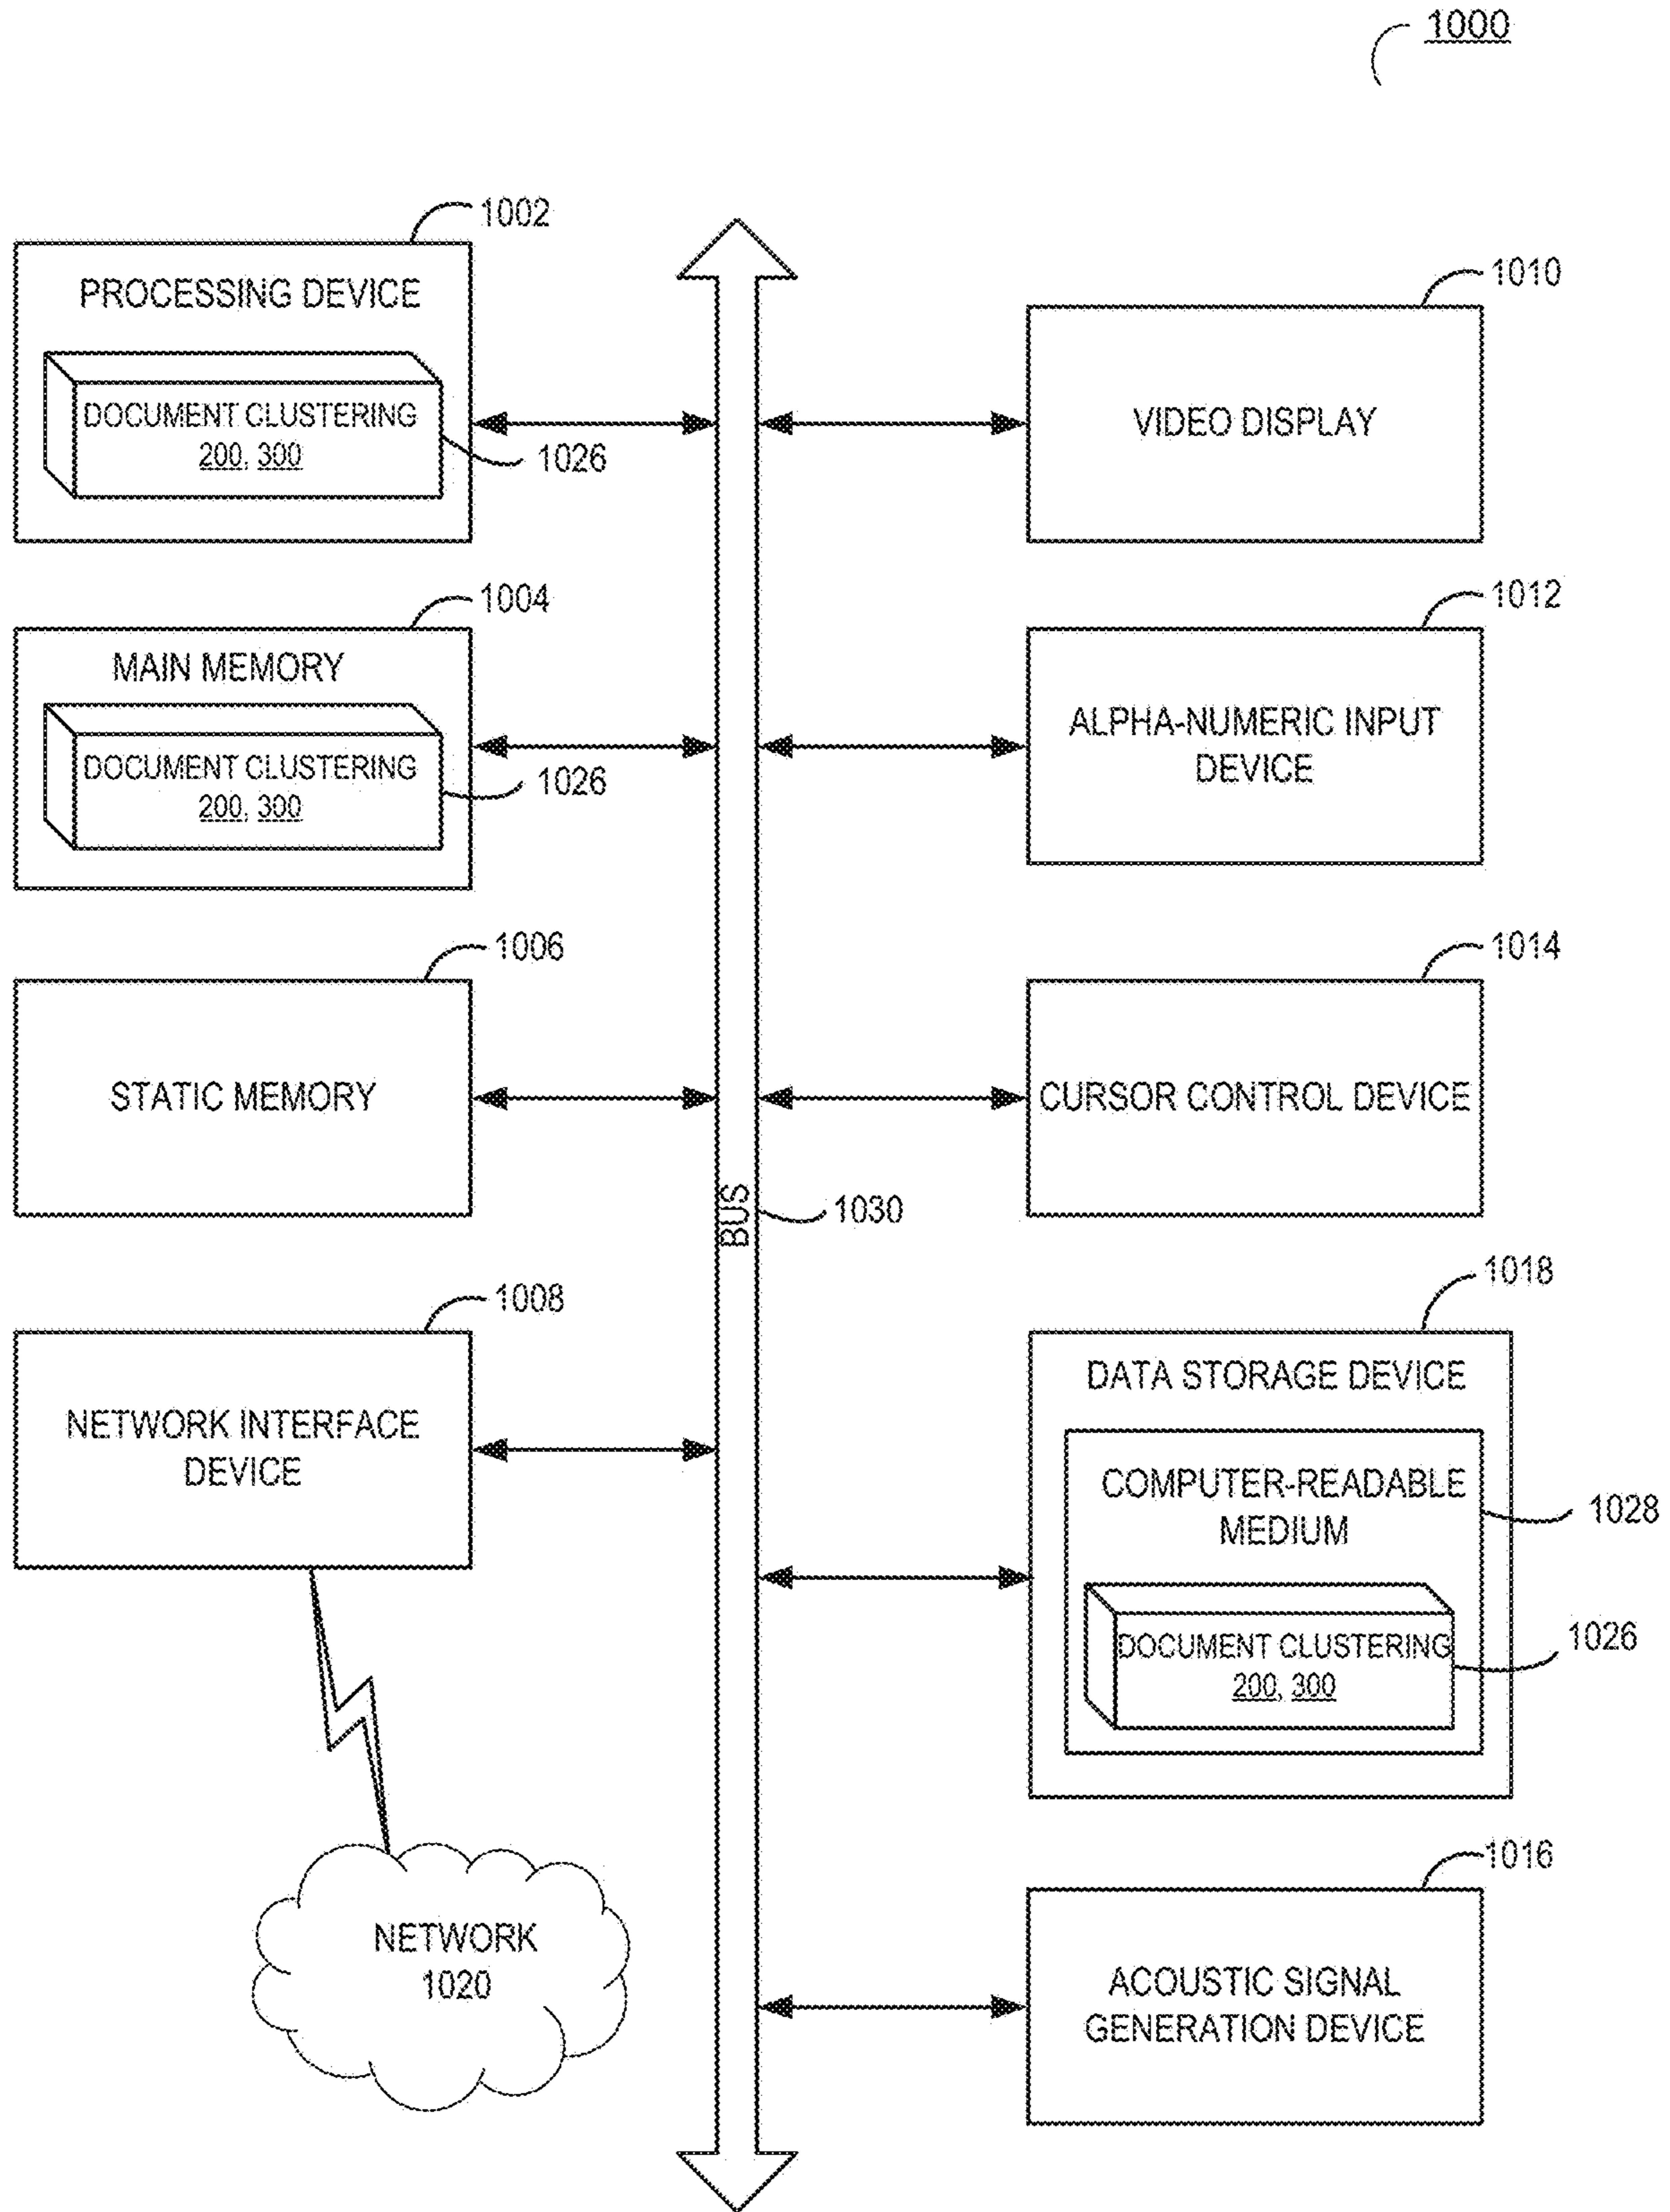 1000
1002
PROCESSING DEVICE
DOCUMENT CLUSTERING
200, 300
1026
1004
MAIN MEMORY
DOCUMENT CLUSTERING
200, 300
1026
1006
STATIC MEMORY
1008
NETWORK INTERFACE
DEVICE
NETWORK
1020
BUS
1030
1010
VIDEO DISPLAY
1012
ALPHA-NUMERIC INPUT
DEVICE
1014
CURSOR CONTROL DEVICE
1018
DATA STORAGE DEVICE
COMPUTER-READABLE
MEDIUM
1028
DOCUMENT CLUSTERING
200, 300
1026
1016
ACOUSTIC SIGNAL
GENERATION DEVICE